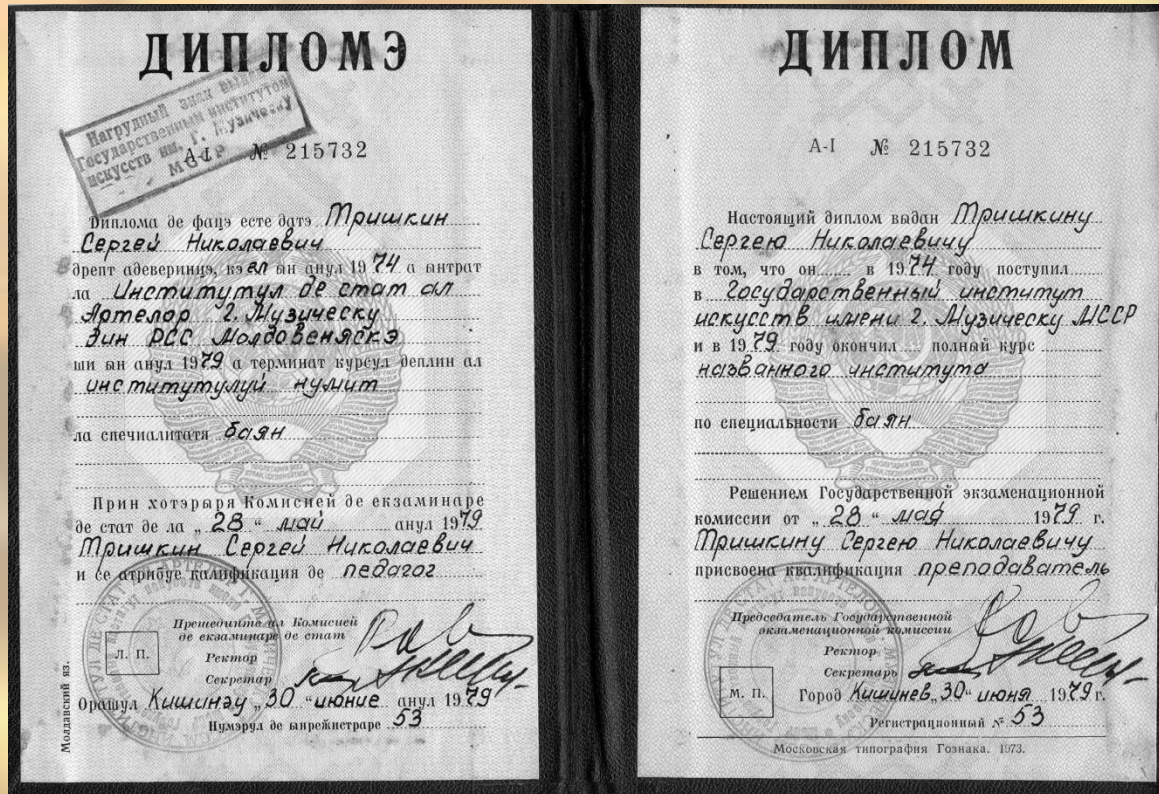 ДИПЛОМЭ
Нагрудный знак выдан
Государственным институтом
искусств им. Г. Музическу
МССР
А-I № 215732
Диплома де фацэ есте датэ Тришкин
Сергей Николаевич
дрепт адеверинцэ, кэ ел ын анул 1974 а ынтрат
ла Институтул де стат ал
Артелор Г. Музическу
дин РСС Молдовеняскэ
ши ын анул 1979 а терминат курсул деплин ал
институтулуй нумит
ла спечиалитатя баян
Прин хотэрыря Комисией де екзаминаре
де стат де ла „28“ май анул 1979
Тришкин Сергей Николаевич
и се атрибуе калификация де педагог
Прешединте ал Комисией
де екзаминаре де стат
Л. П.
Ректор
Секретар
Орашул Кишинэу „30“ июние анул 1979
Нумэрул де ынрежистраре 53
Молдавский яз.
ДИПЛОМ
А-I № 215732
Настоящий диплом выдан Тришкину
Сергею Николаевичу
в том, что он в 1974 году поступил
в Государственный институт
искусств имени Г. Музическу МССР
и в 1979 году окончил полный курс
названного института
по специальности баян
Решением Государственной экзаменационной
комиссии от „28“ мая 1979 г.
Тришкину Сергею Николаевичу
присвоена квалификация преподаватель
Председатель Государственной
экзаменационной комиссии
Ректор
Секретарь
М. П.
Город Кишинев „30“ июня 1979 г.
Регистрационный № 53
Московская типография Гознака. 1973.